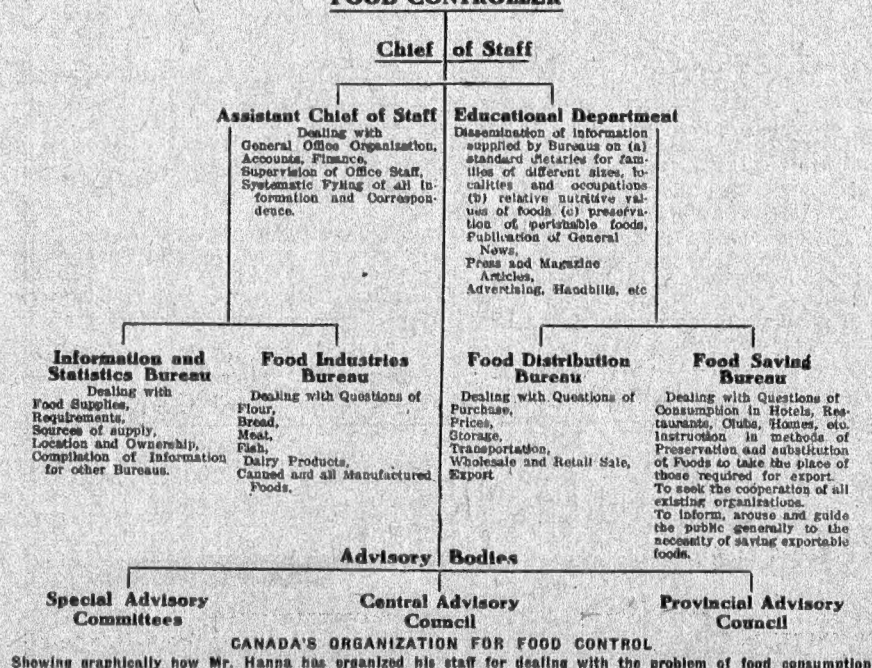 FOOD CONTROLLER
Chief of Staff
Assistant Chief of Staff
Dealing with
General Office Organization,
Accounts, Finance,
Supervision of Office Staff,
Systematic Fyling of all In-
formation and Correspon-
dence.
Educational Department
Dissemination of information
supplied by Bureaus on (a)
standard dietaries for fam-
ilies of different sizes, lo-
calities and occupations
(b) relative nutritive val-
ues of foods (c) preserva-
tion of perishable foods,
Publication of General
News,
Press and Magazine
Articles,
Advertising, Handbills, etc
Information and
Statistics Bureau
Dealing with
Food Supplies,
Requirements,
Sources of supply,
Location and Ownership,
Compilation of Information
for other Bureaus.
Food Industries
Bureau
Dealing with Questions of
Flour,
Bread,
Meat,
Fish,
Dairy Products,
Canned and all Manufactured
Foods.
Food Distribution
Bureau
Dealing with Questions of
Purchase,
Prices,
Storage,
Transportation,
Wholesale and Retail Sale,
Export
Food Saving
Bureau
Dealing with Questions of
Consumption in Hotels, Res-
taurants, Clubs, Homes, etc.
Instruction in methods of
Preservation and substitution
of Foods to take the place of
those required for export.
To seek the coöperation of all
existing organizations.
To inform, arouse and guide
the public generally to the
necessity of saving exportable
foods.
Advisory Bodies
Special Advisory
Committees
Central Advisory
Council
Provincial Advisory
Council
CANADA'S ORGANIZATION FOR FOOD CONTROL
Showing graphically how Mr. Hanna has organized his staff for dealing with the problem of food consumption